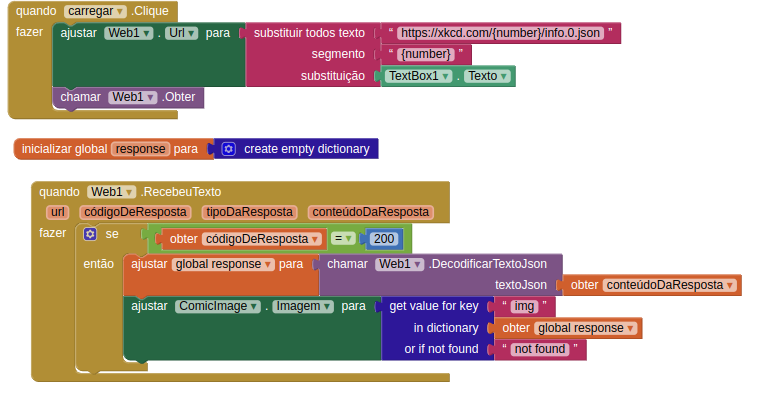 quando carregar .Clique
fazer ajustar Web1 . Url para substituir todos texto “ https://xkcd.com/{number}/info.0.json ”
segmento “ {number} ”
substituição TextBox1 . Texto
chamar Web1 .Obter
inicializar global response para create empty dictionary
quando Web1 .RecebeuTexto
url códigoDeResposta tipoDaResposta conteúdoDaResposta
fazer se obter códigoDeResposta = 200
então ajustar global response para chamar Web1 .DecodificarTextoJson
textoJson obter conteúdoDaResposta
ajustar ComicImage . Imagem para get value for key “ img ”
in dictionary obter global response
or if not found “ not found ”